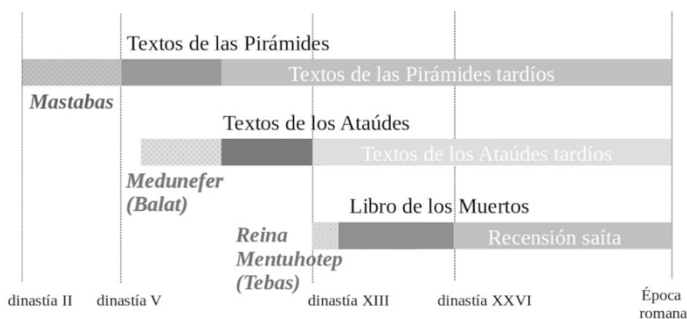 Textos de las Pirámides
Textos de las Pirámides tardíos
Mastabas
Textos de los Ataúdes
Textos de los Ataúdes tardíos
Medunefer
(Balat)
Libro de los Muertos
Reina
Mentuhotep
(Tebas)
Recensión saíta
dinastía II
dinastía V
dinastía XIII
dinastía XXVI
Época
romana